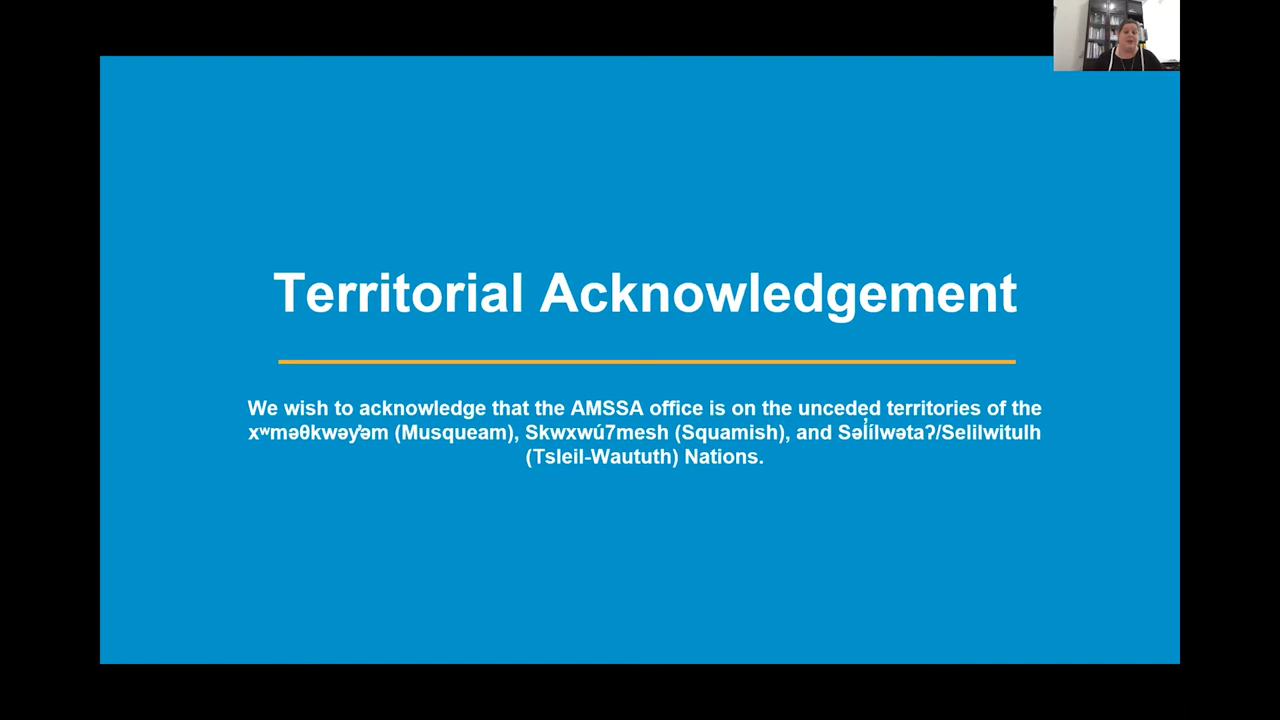 Territorial Acknowledgement
We wish to acknowledge that the AMSSA office is on the unceded territories of the
xʷməθkwəy̓əm (Musqueam), Skwxwú7mesh (Squamish), and Səl̓ílwətaʔ/Selilwitulh
(Tsleil-Waututh) Nations.